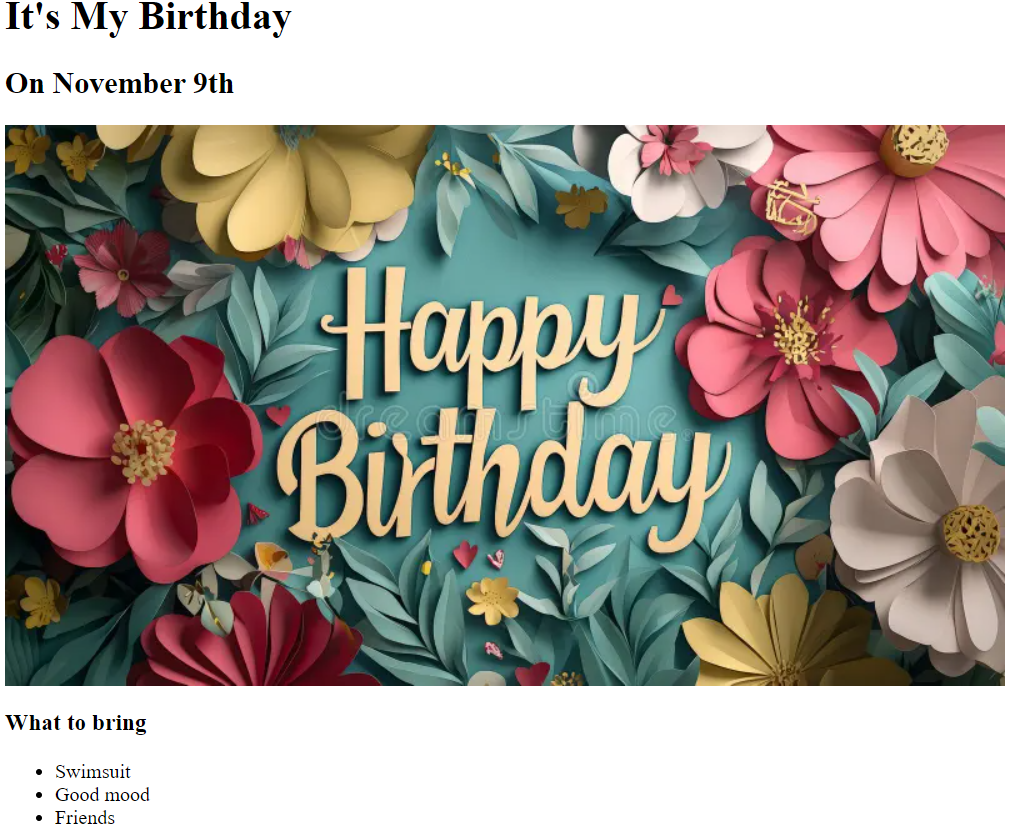 It's My Birthday
On November 9th
Happy
Birthday
dreamstime
What to bring
Swimsuit
Good mood
Friends